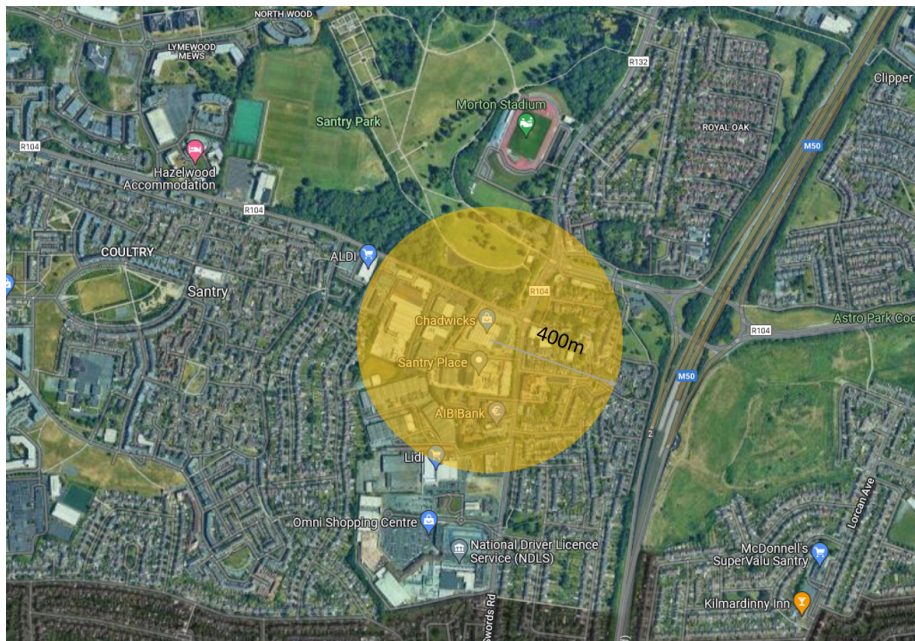 NORTH WOOD
LYMEWOOD
MEWS
R132
Clipper
Morton Stadium
Santry Park
ROYAL OAK
R104
M50
Hazelwood
Accommodation
R104
COULTRY
ALDI
Santry
R104
Chadwicks
Astro Park Coo
400m
R104
Santry Place
M50
AIB Bank
Lidl
Lorcan Ave
Omni Shopping Centre
National Driver Licence
Service (NDLS)
McDonnell's
SuperValu Santry
Kilmardinny Inn